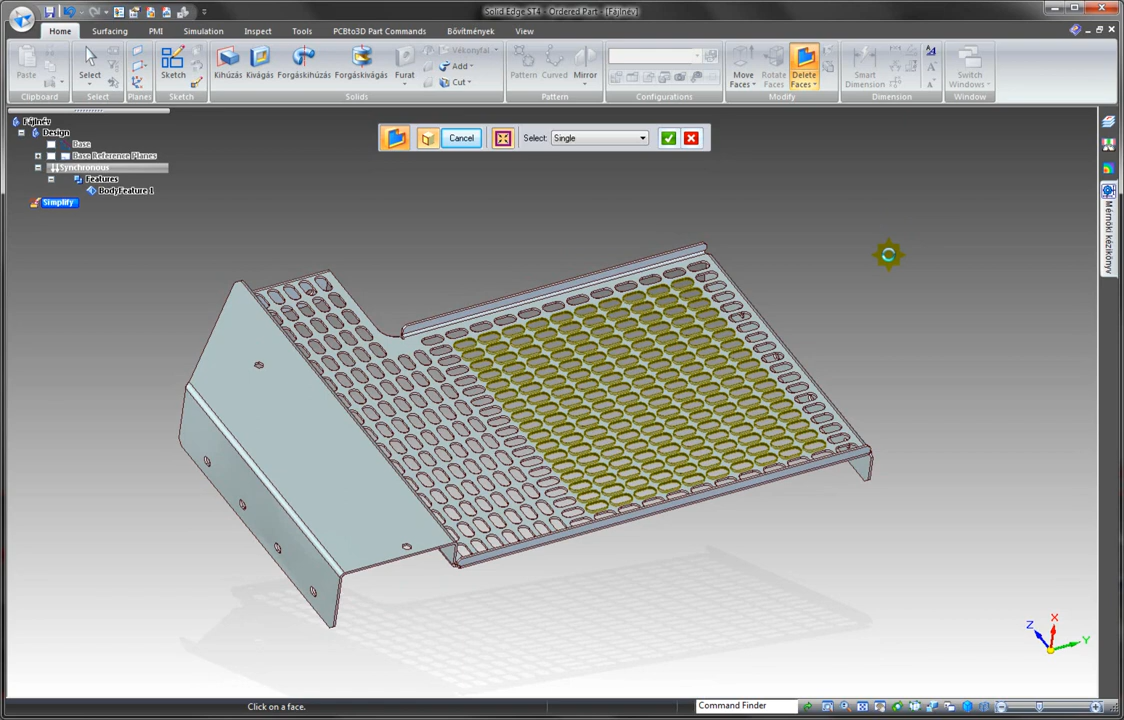 Solid Edge ST4 - Ordered Part - [Fájlnév]
Home Surfacing PMI Simulation Inspect Tools PCBto3D Part Commands Bővítmények View
Paste
Clipboard
Select
Select
Planes
Sketch
Sketch
Kihúzás Kivágás Forgáskihúzás Forgáskivágás Furat
Vékonyfal
Add
Cut
Solids
Pattern Curved Mirror
Pattern
Configurations
Move Faces
Rotate Faces
Delete Faces
Modify
Smart Dimension
Dimension
Switch Windows
Window
Cancel Select: Single
Fájlnév
Design
Base
Base Reference Planes
Synchronous
Features
BodyFeature 1
Simplify
Mérnöki kézikönyv
X
Z
Y
Click on a face.
Command Finder